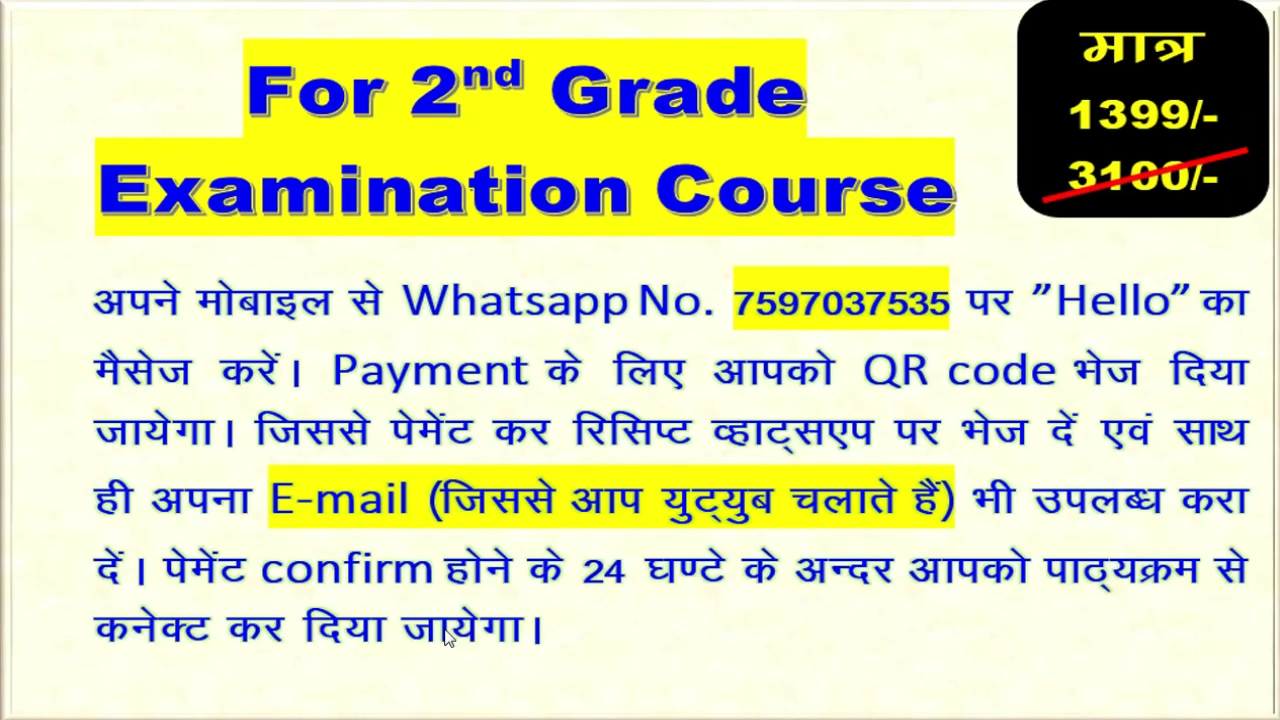 For 2nd Grade
Examination Course
मात्र
1399/-
3100/-
अपने मोबाइल से Whatsapp No. 7597037535 पर ”Hello” का
मैसेज करें। Payment के लिए आपको QR code भेज दिया
जायेगा। जिससे पेमेंट कर रिसिप्ट व्हाट्सएप पर भेज दें एवं साथ
ही अपना E-mail (जिससे आप युट्युब चलाते हैं) भी उपलब्ध करा
दें। पेमेंट confirm होने के 24 घण्टे के अन्दर आपको पाठ्यक्रम से
कनेक्ट कर दिया जायेगा।